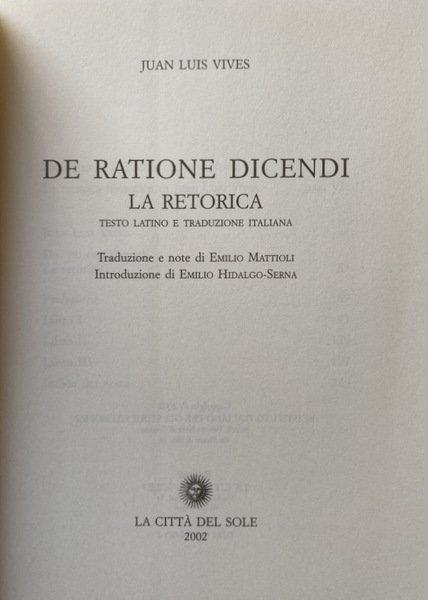 JUAN LUIS VIVES
DE RATIONE DICENDI
LA RETORICA
TESTO LATINO E TRADUZIONE ITALIANA
Traduzione e note di EMILIO MATTIOLI
Introduzione di EMILIO HIDALGO-SERNA
LA CITTÀ DEL SOLE
2002